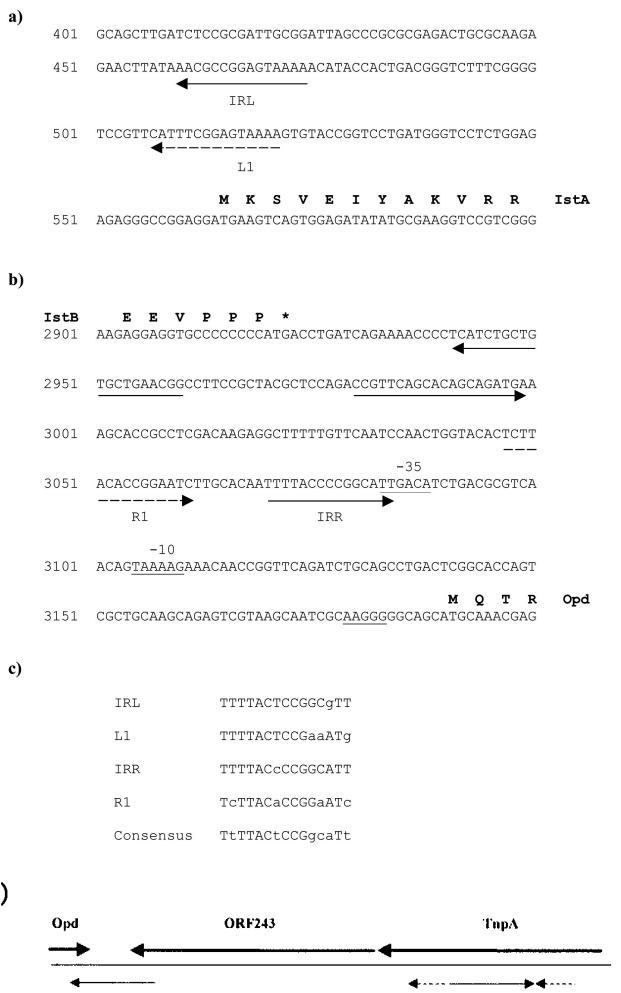 a)
401 GCAGCTTGATCTCCGCGATTGCGGATTAGCCCGCGCGAGACTGCGCAAGA
451 GAACTTATAAACGCCGGAGTAAAAACATACCACTGACGGGTCTTTCGGGG
IRL
501 TCCGTTCATTTCGGAGTAAAAGTGTACCGGTCCTGATGGGTCCTCTGGAG
L1
M K S V E I Y A K V R R IstA
551 AGAGGGCCGGAGGATGAAGTCAGTGGAGATATATGCGAAGGTCCGTCGGG
b)
IstB E E V P P P *
2901 AAGAGGAGGTGCCCCCCCCATGACCTGATCAGAAAACCCCTCATCTGCTG
2951 TGCTGAACGGCCTTCCGCTACGCTCCAGACCGTTCAGCACAGCAGATGAA
3001 AGCACCGCCTCGACAAGAGGCTTTTTGTTCAATCCAACTGGTACACTCTT
-35
3051 ACACCGGAATCTTGCACAATTTTACCCCGGCATTGACATCTGACGCGTCA
R1 IRR
-10
3101 ACAGTAAAAGAAACAACCGGTTCAGATCTGCAGCCTGACTCGGCACCAGT
M Q T R Opd
3151 CGCTGCAAGCAGAGTCGTAAGCAATCGCAAGGGGGCAGCATGCAAACGAG
c)
IRL TTTTACTCCGGCgTT
L1 TTTTACTCCGaaATg
IRR TTTTACcCCGGCATT
R1 TcTTACaCCGGaATc
Consensus TtTTACtCCGgcaTt
)
Opd ORF243 TnpA